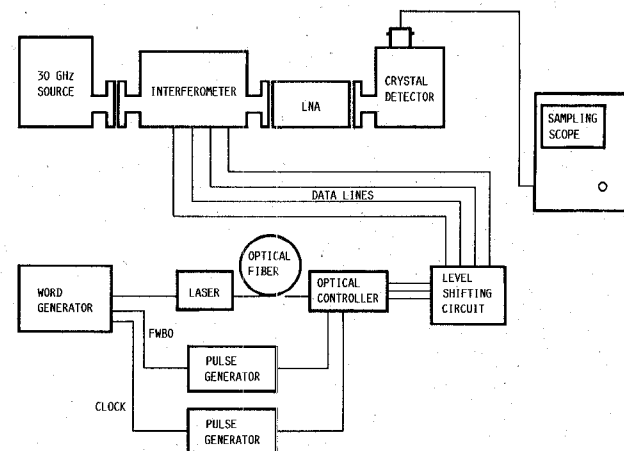 30 GHz
SOURCE
INTERFEROMETER
LNA
CRYSTAL
DETECTOR
SAMPLING
SCOPE
DATA LINES
OPTICAL
FIBER
WORD
GENERATOR
LASER
OPTICAL
CONTROLLER
LEVEL
SHIFTING
CIRCUIT
FWBO
PULSE
GENERATOR
CLOCK
PULSE
GENERATOR